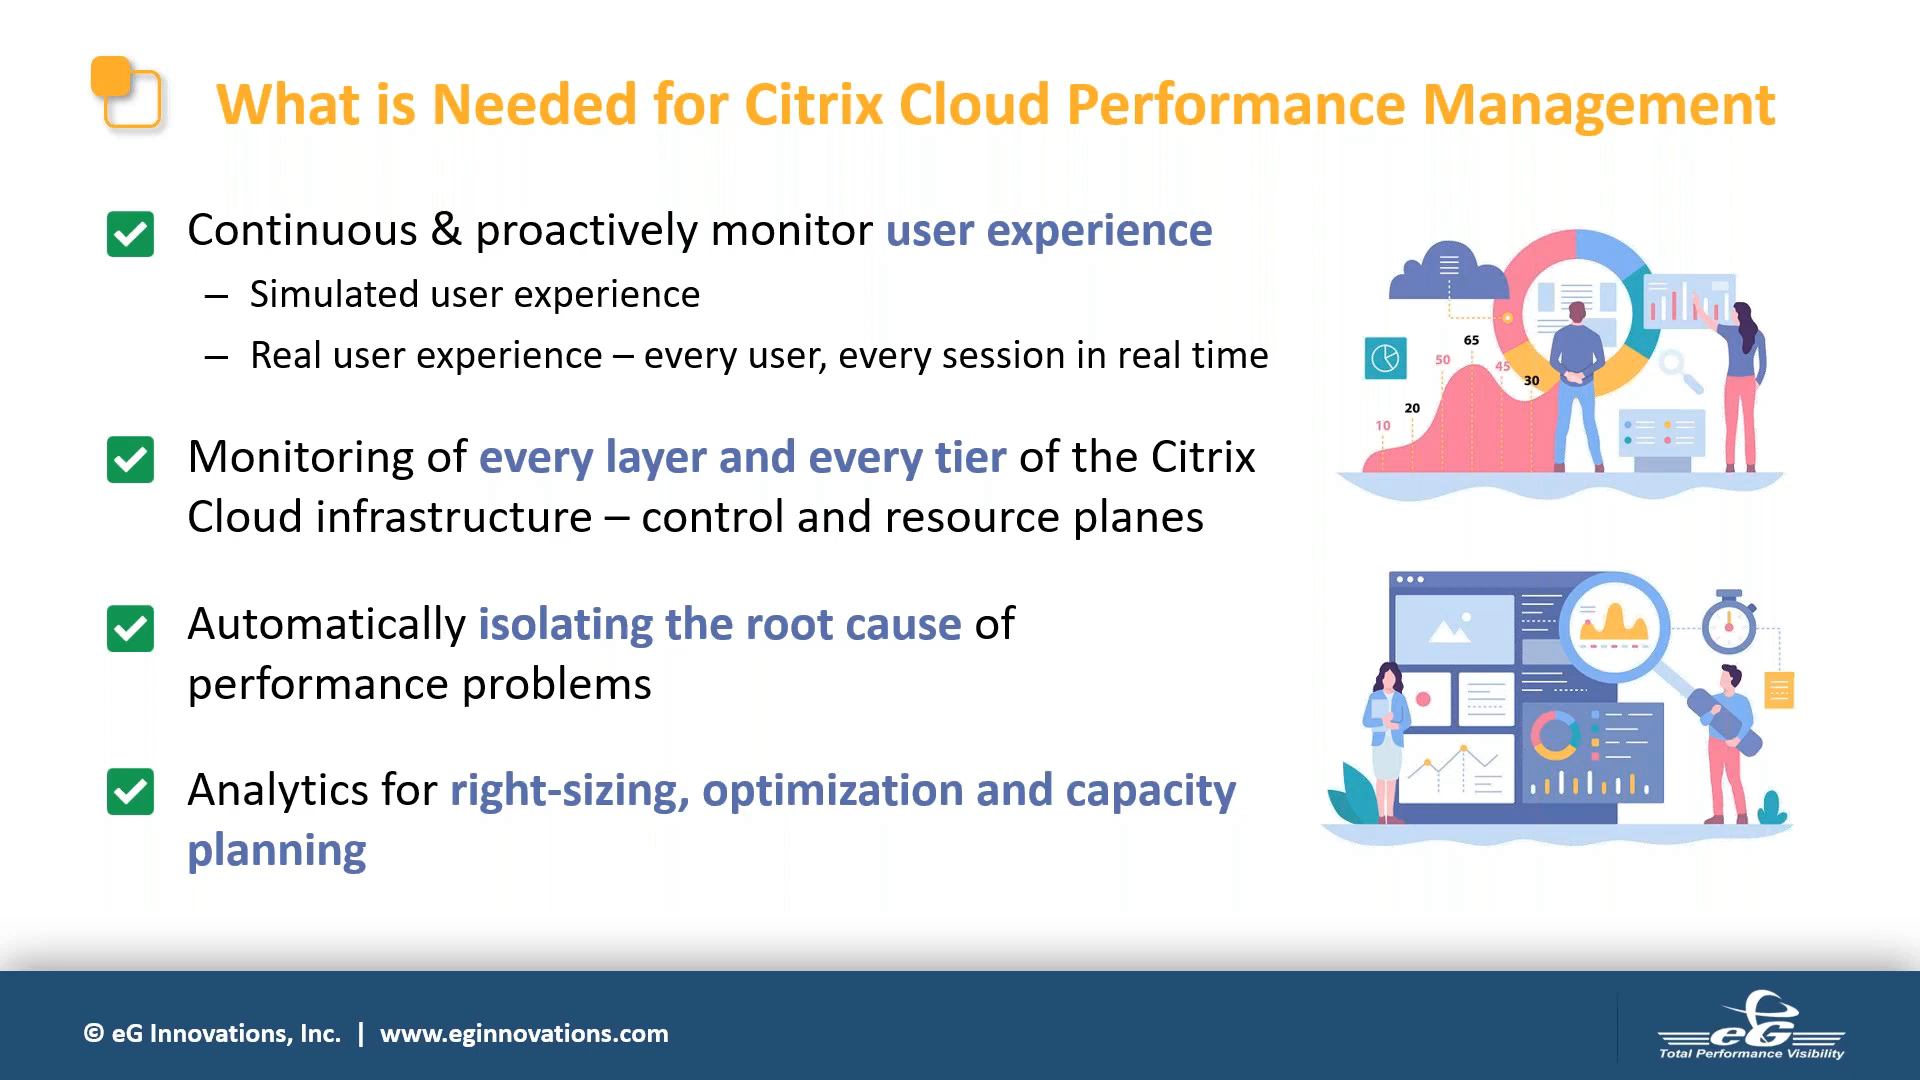 What is Needed for Citrix Cloud Performance Management
Continuous & proactively monitor user experience
– Simulated user experience
– Real user experience – every user, every session in real time
Monitoring of every layer and every tier of the Citrix
Cloud infrastructure – control and resource planes
Automatically isolating the root cause of
performance problems
Analytics for right-sizing, optimization and capacity
planning
65
50
45
30
20
10
© eG Innovations, Inc. | www.eginnovations.com
eG
Total Performance Visibility